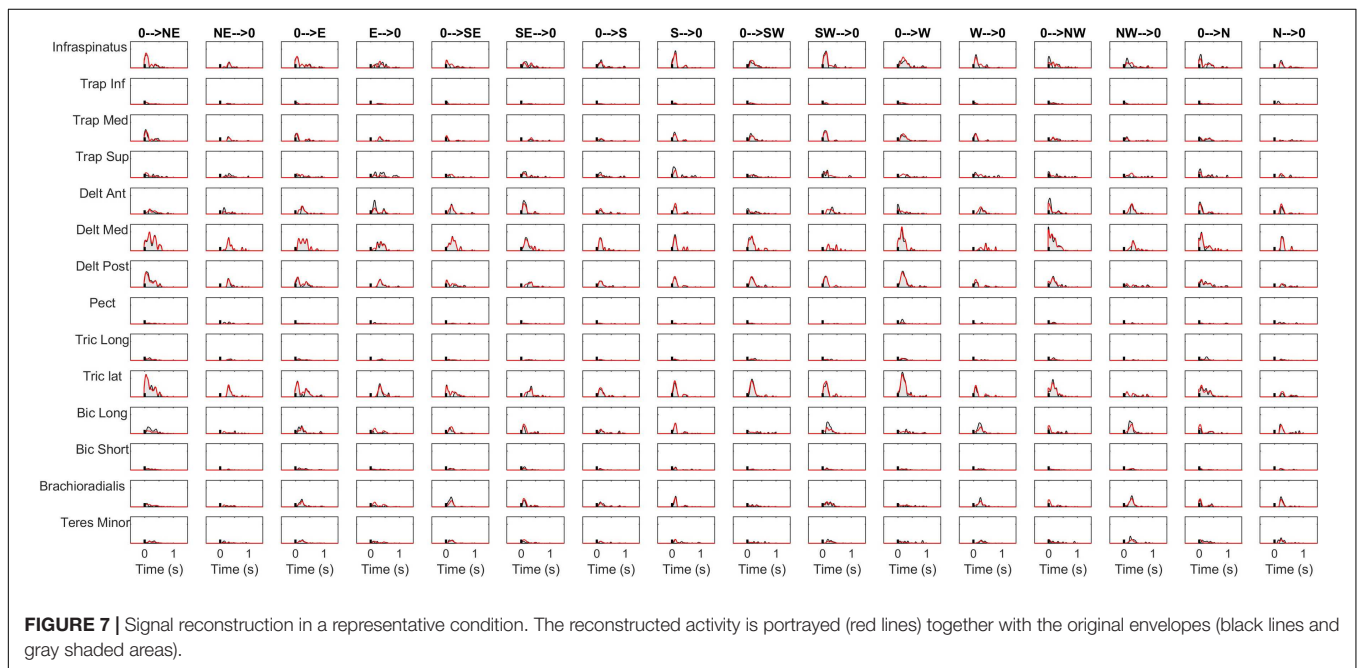 0-->NE NE-->0 0-->E E-->0 0-->SE SE-->0 0-->S S-->0 0-->SW SW-->0 0-->W W-->0 0-->NW NW-->0 0-->N N-->0
Infraspinatus
Trap Inf
Trap Med
Trap Sup
Delt Ant
Delt Med
Delt Post
Pect
Tric Long
Tric lat
Bic Long
Bic Short
Brachioradialis
Teres Minor
0 1 0 1 0 1 0 1 0 1 0 1 0 1 0 1 0 1 0 1 0 1 0 1 0 1 0 1 0 1 0 1
Time (s) Time (s) Time (s) Time (s) Time (s) Time (s) Time (s) Time (s) Time (s) Time (s) Time (s) Time (s) Time (s) Time (s) Time (s) Time (s)
FIGURE 7 | Signal reconstruction in a representative condition. The reconstructed activity is portrayed (red lines) together with the original envelopes (black lines and
gray shaded areas).